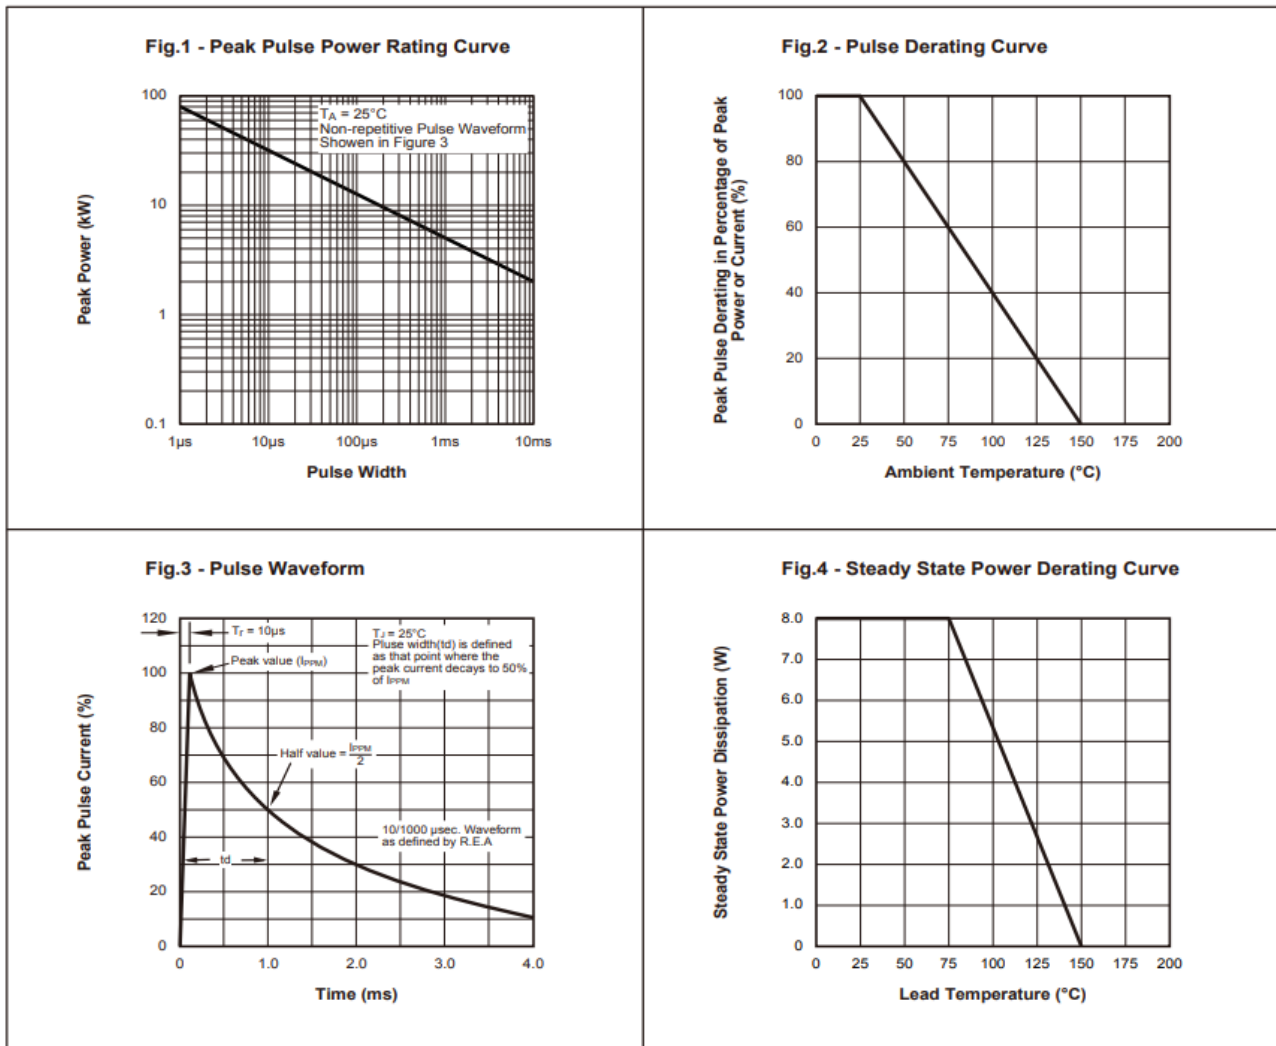 Fig.1 - Peak Pulse Power Rating Curve
Peak Power (kW)
100
10
1
0.1
TA = 25°C
Non-repetitive Pulse Waveform
Showen in Figure 3
1µs 10µs 100µs 1ms 10ms
Pulse Width
Fig.2 - Pulse Derating Curve
Peak Pulse Derating in Percentage of Peak
Power or Current (%)
100
80
60
40
20
0
0 25 50 75 100 125 150 175 200
Ambient Temperature (°C)
Fig.3 - Pulse Waveform
Peak Pulse Current (%)
120
100
80
60
40
20
0
Tr = 10µs
Peak value (IPPM)
TJ = 25°C
Pluse width(td) is defined
as that point where the
peak current decays to 50%
of IPPM
Half value = IPPM
2
10/1000 µsec. Waveform
as defined by R.E.A
td
0 1.0 2.0 3.0 4.0
Time (ms)
Fig.4 - Steady State Power Derating Curve
Steady State Power Dissipation (W)
8.0
7.0
6.0
5.0
4.0
3.0
2.0
1.0
0
0 25 50 75 100 125 150 175 200
Lead Temperature (°C)